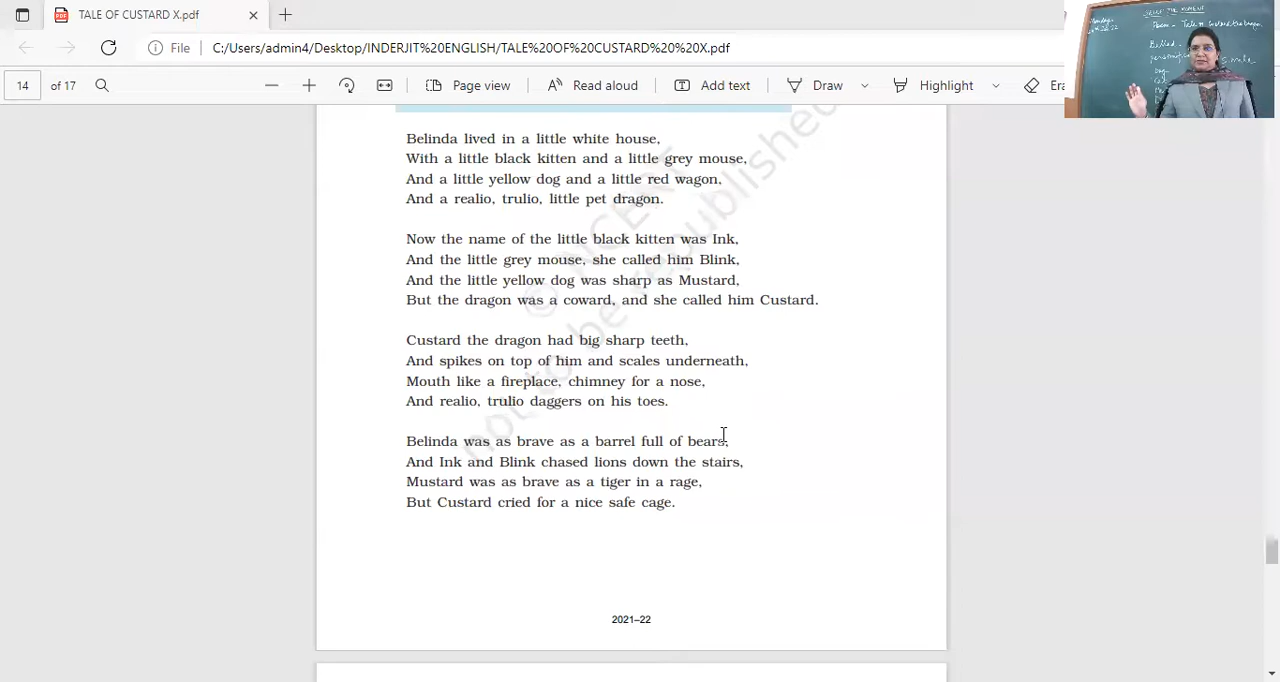 TALE OF CUSTARD X.pdf
File
C:/Users/admin4/Desktop/INDERJIT%20ENGLISH/TALE%20OF%20CUSTARD%20%20X.pdf
14 of 17
Page view
Read aloud
Add text
Draw
Highlight
Era
Belinda lived in a little white house,
With a little black kitten and a little grey mouse,
And a little yellow dog and a little red wagon,
And a realio, trulio, little pet dragon.
Now the name of the little black kitten was Ink,
And the little grey mouse, she called him Blink,
And the little yellow dog was sharp as Mustard,
But the dragon was a coward, and she called him Custard.
Custard the dragon had big sharp teeth,
And spikes on top of him and scales underneath,
Mouth like a fireplace, chimney for a nose,
And realio, trulio daggers on his toes.
Belinda was as brave as a barrel full of bears,
And Ink and Blink chased lions down the stairs,
Mustard was as brave as a tiger in a rage,
But Custard cried for a nice safe cage.
© NCERT
not to be republished
2021–22